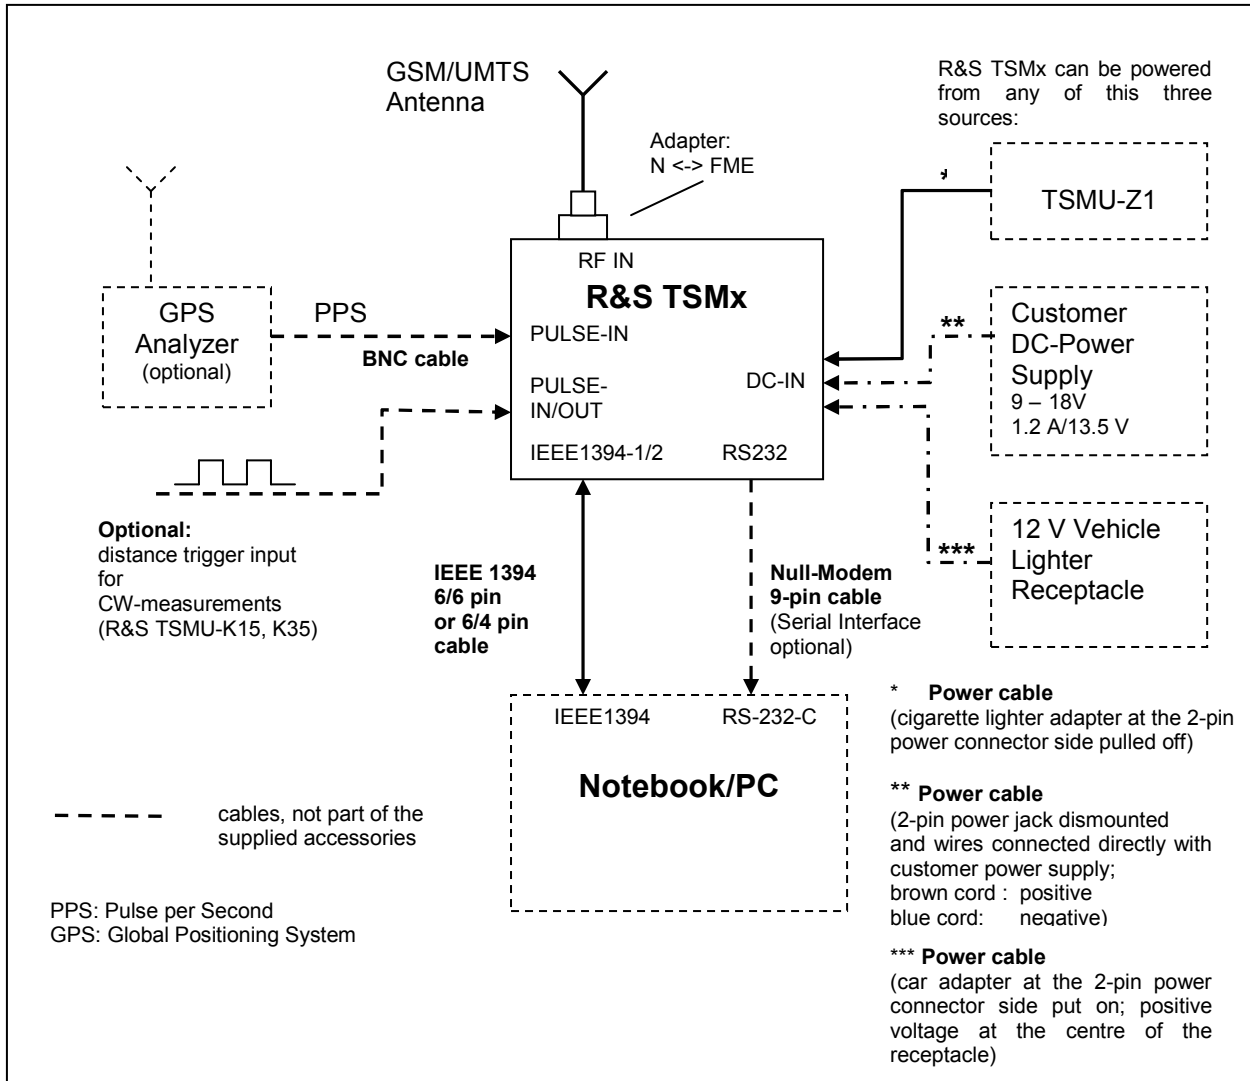 GSM/UMTS
Antenna
Adapter:
N <-> FME
R&S TSMx can be powered
from any of this three
sources:
*
TSMU-Z1
RF IN
R&S TSMx
GPS
Analyzer
(optional)
PPS
BNC cable
PULSE-IN
PULSE-
IN/OUT
DC-IN
IEEE1394-1/2
RS232
**
Customer
DC-Power
Supply
9 – 18V
1.2 A/13.5 V
***
12 V Vehicle
Lighter
Receptacle
Optional:
distance trigger input
for
CW-measurements
(R&S TSMU-K15, K35)
IEEE 1394
6/6 pin
or 6/4 pin
cable
Null-Modem
9-pin cable
(Serial Interface
optional)
IEEE1394
RS-232-C
Notebook/PC
* Power cable
(cigarette lighter adapter at the 2-pin
power connector side pulled off)
** Power cable
(2-pin power jack dismounted
and wires connected directly with
customer power supply;
brown cord : positive
blue cord: negative)
*** Power cable
(car adapter at the 2-pin power
connector side put on; positive
voltage at the centre of the
receptacle)
cables, not part of the
supplied accessories
PPS: Pulse per Second
GPS: Global Positioning System